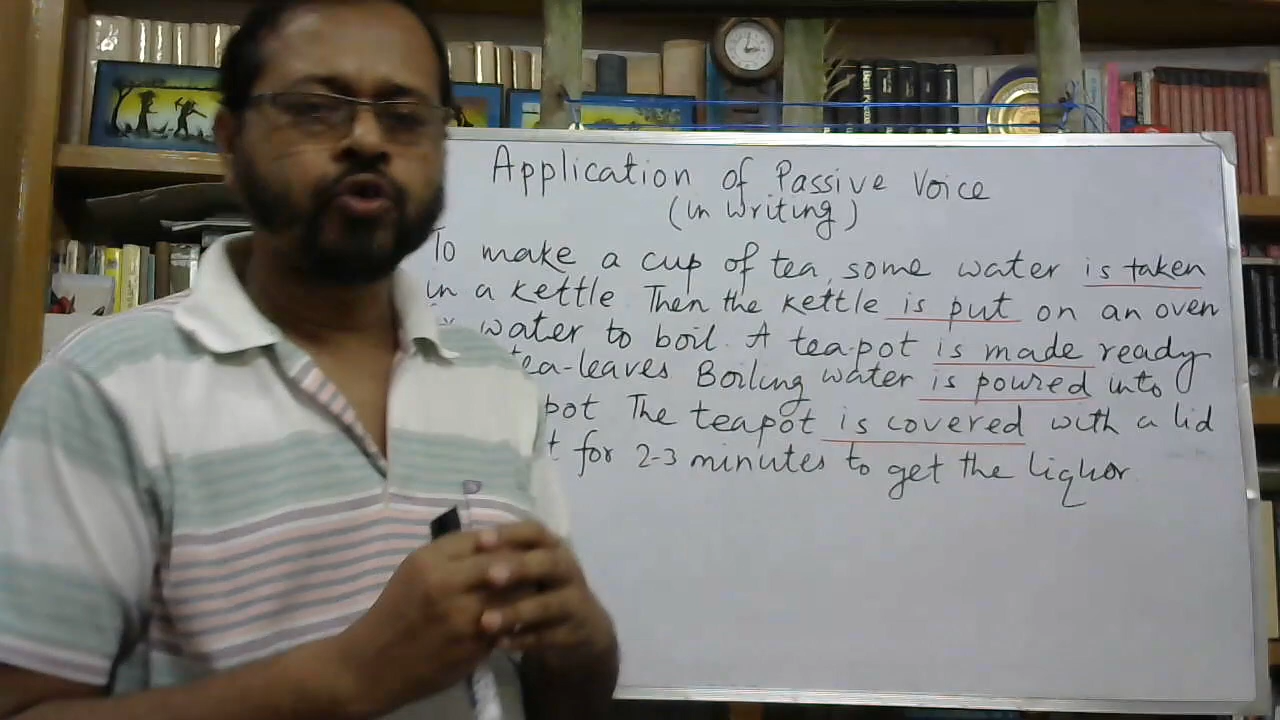 Application of Passive Voice
(in writing)
To make a cup of tea, some water is taken
in a kettle. Then the kettle is put on an oven
water to boil. A teapot is made ready
tea-leaves Boiling water is poured into
pot The teapot is covered with a lid
for 2-3 minutes to get the liquor.